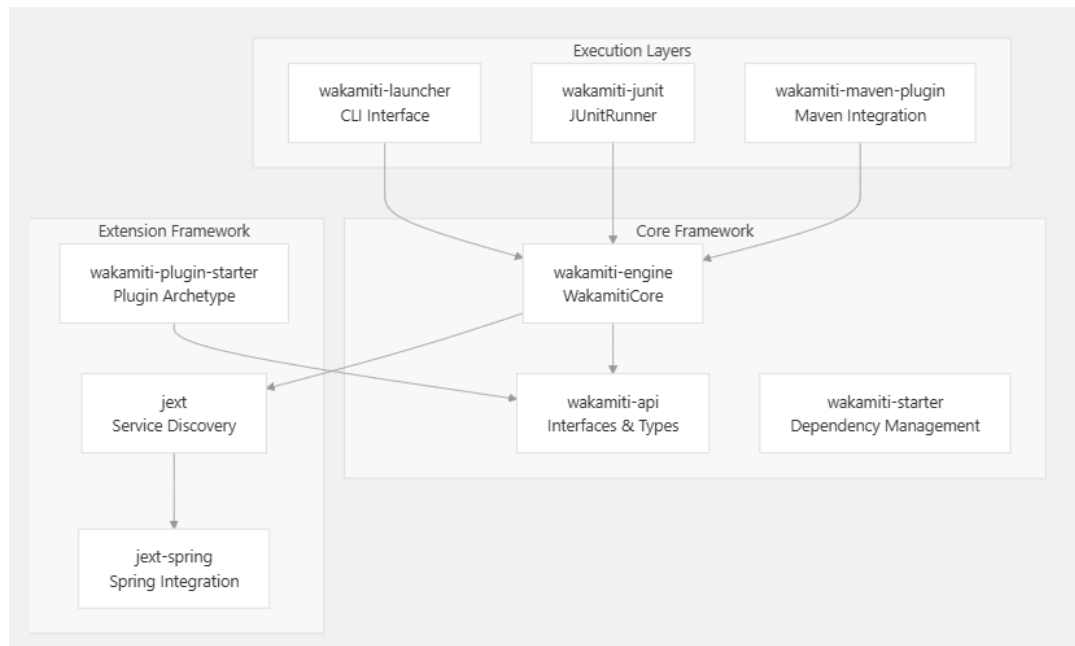 Execution Layers
wakamiti-launcher
CLI Interface
wakamiti-junit
JUnitRunner
wakamiti-maven-plugin
Maven Integration
Extension Framework
wakamiti-plugin-starter
Plugin Archetype
jext
Service Discovery
jext-spring
Spring Integration
Core Framework
wakamiti-engine
WakamitiCore
wakamiti-api
Interfaces & Types
wakamiti-starter
Dependency Management